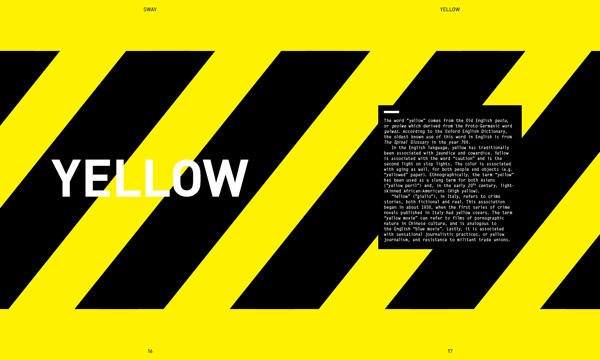 SWAY
YELLOW
YELLOW
The word "yellow" comes from the Old English geolu,
or geolwe which derived from the Proto-Germanic word
gelwaz. According to the Oxford English Dictionary,
the oldest known use of this word in English is from
The Epinal Glossary in the year 700.
In the English language, yellow has traditionally
been associated with jaundice and cowardice. Yellow
is associated with the word "caution" and is the
second light on stop lights. The color is associated
with aging as well, for both people and objects (e.g.
"yellowed" paper). Ethnographically, the term "yellow"
has been used as a slang term for both Asians
("yellow peril") and, in the early 20th century, light-
skinned African-Americans (High yellow).
"Yellow" ("giallo"), in Italy, refers to crime
stories, both fictional and real. This association
began in about 1930, when the first series of crime
novels published in Italy had yellow covers. The term
"yellow movie" can refer to films of pornographic
nature in Chinese culture, and is analogous to
the English "blue movie". Lastly, it is associated
with sensational journalistic practices, or yellow
journalism, and resistance to militant trade unions.
16
17